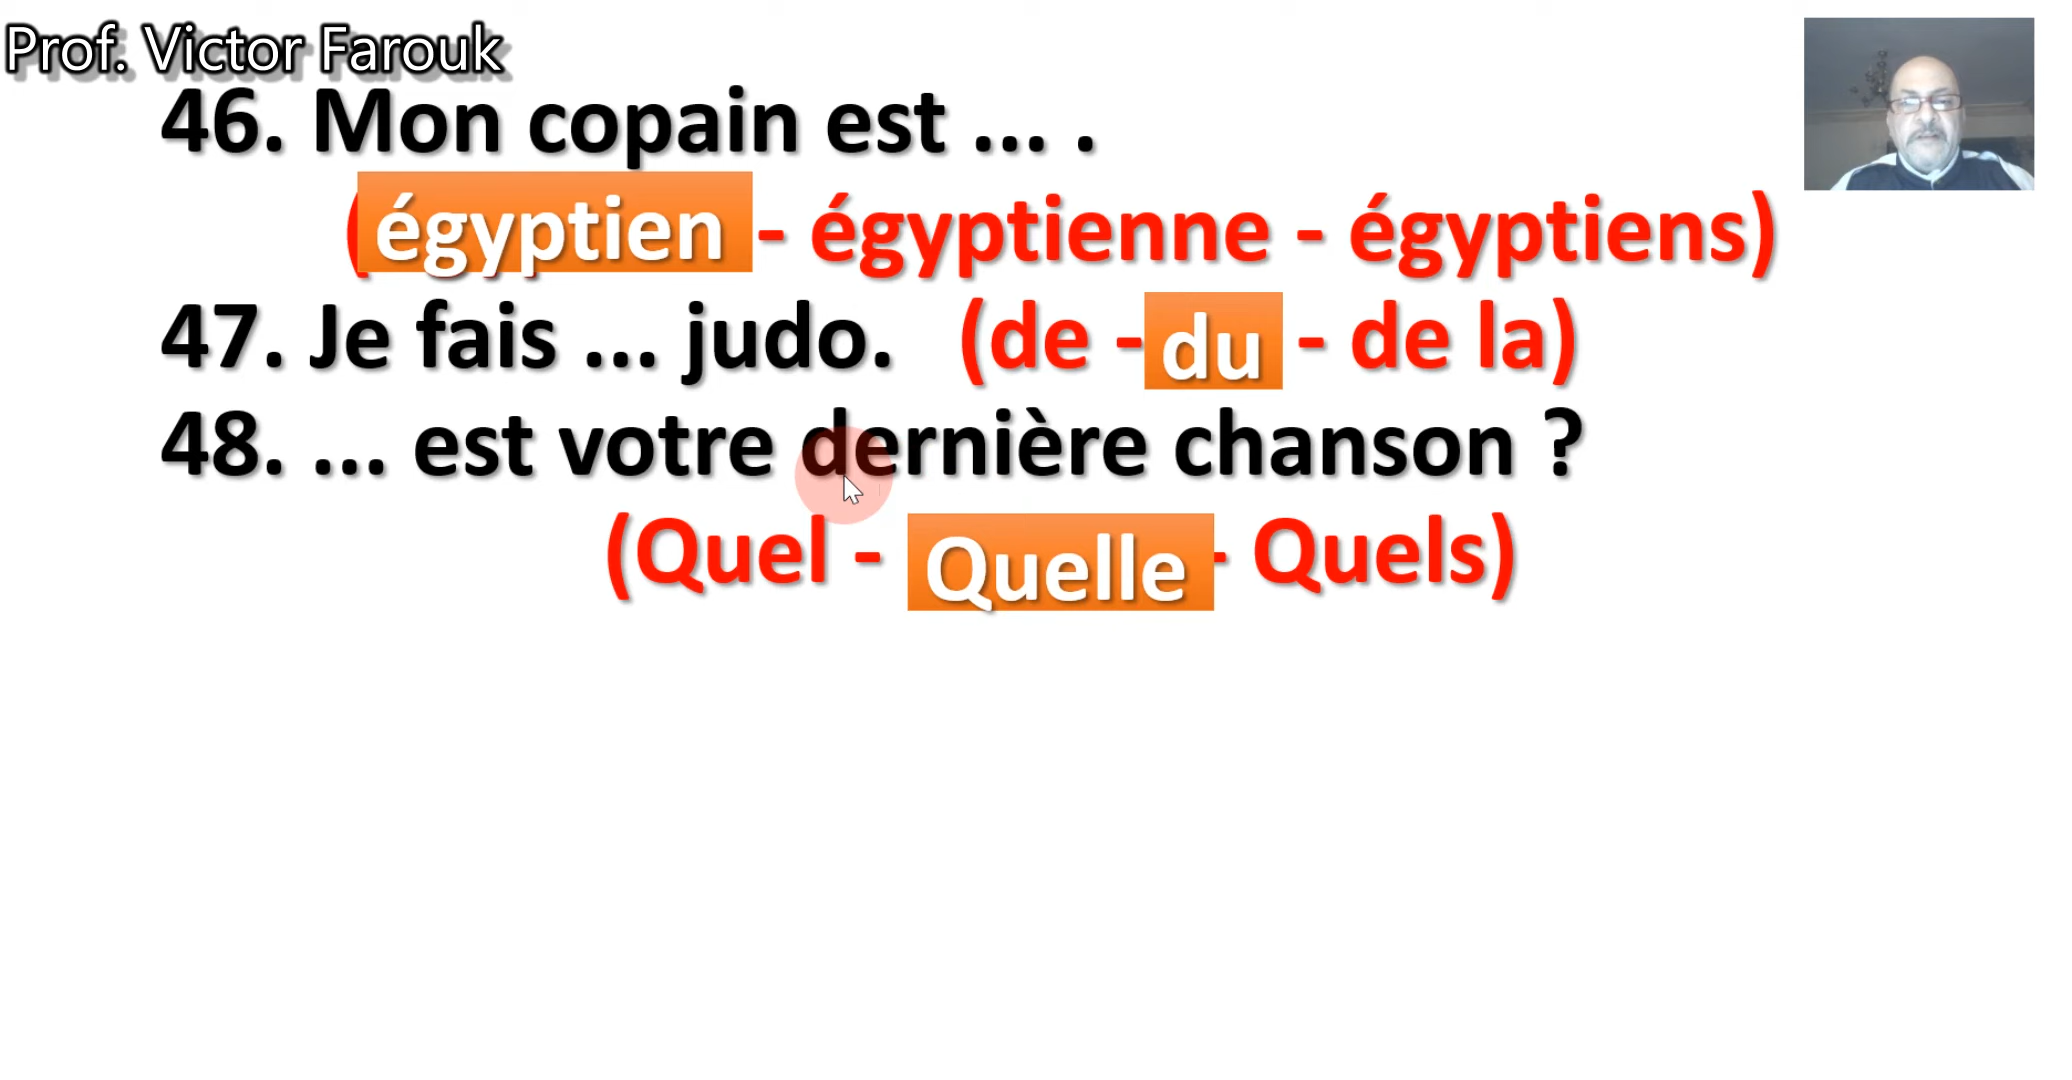 Prof. Victor Farouk
46. Mon copain est ... .
(égyptien - égyptienne - égyptiens)
47. Je fais ... judo. (de - du - de la)
48. ... est votre dernière chanson ?
(Quel - Quelle - Quels)